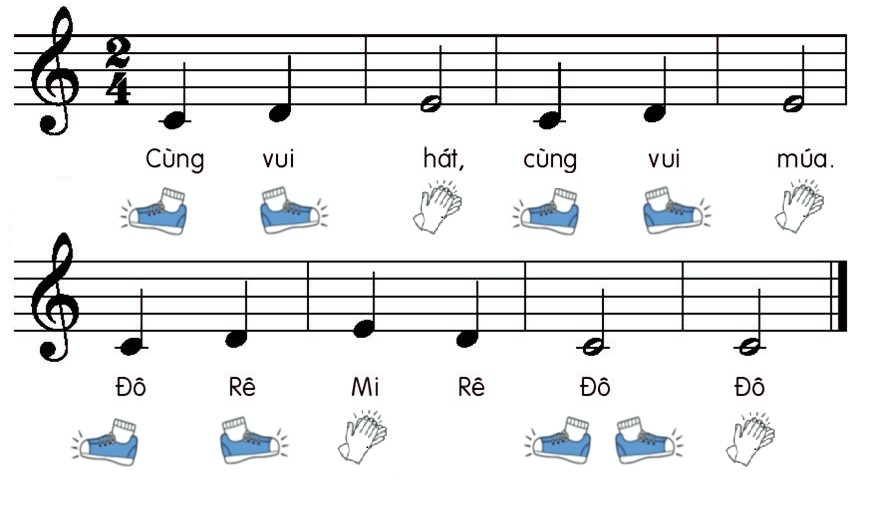 2
4
Cùng vui hát, cùng vui múa.
Đô Rê Mi Rê Đô Đô